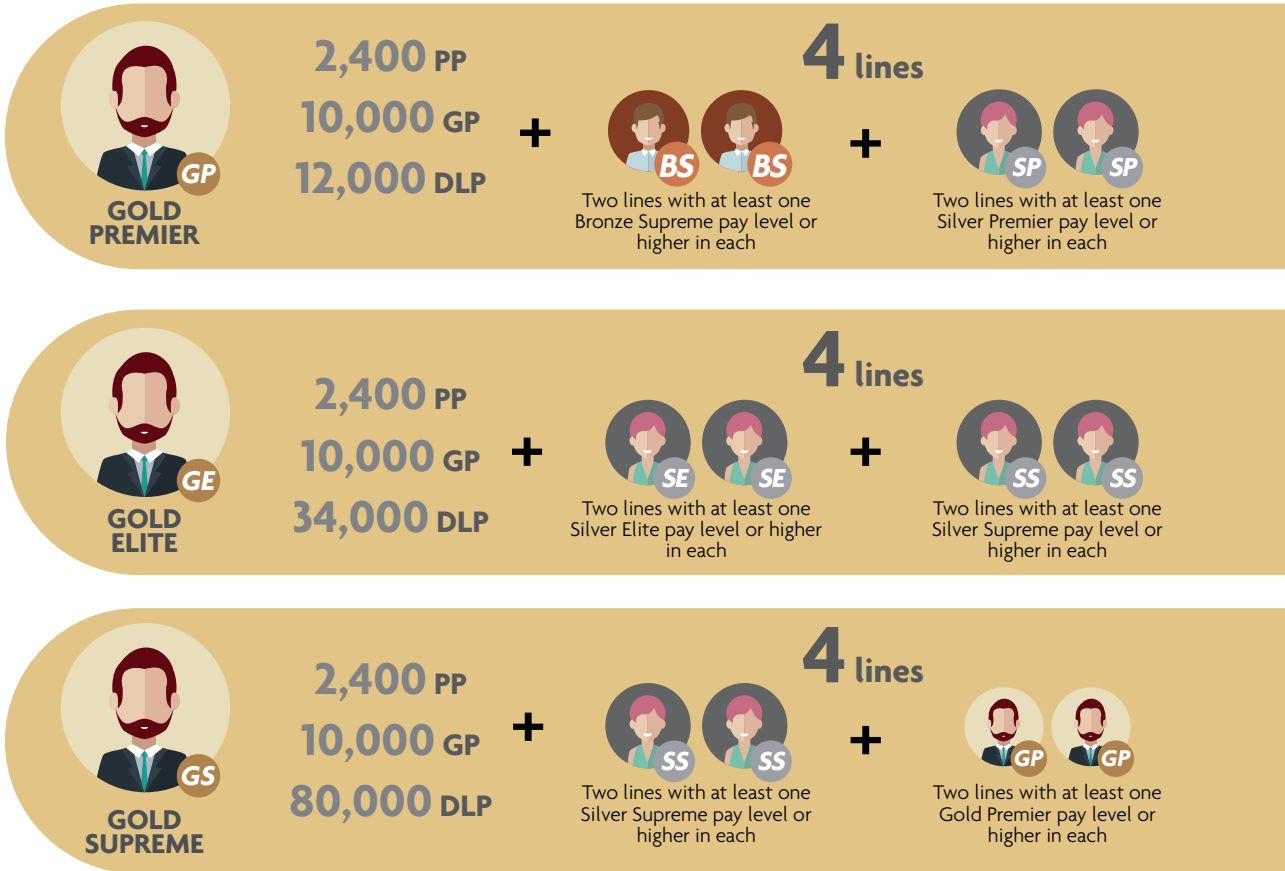 4 lines
2,400 PP
10,000 GP
12,000 DLP
+
+
GP
BS
BS
SP
SP
GOLD
PREMIER
Two lines with at least one
Bronze Supreme pay level or
higher in each
Two lines with at least one
Silver Premier pay level or
higher in each
4 lines
2,400 PP
10,000 GP
34,000 DLP
+
+
GE
SE
SE
SS
SS
GOLD
ELITE
Two lines with at least one
Silver Elite pay level or higher
in each
Two lines with at least one
Silver Supreme pay level or
higher in each
4 lines
2,400 PP
10,000 GP
80,000 DLP
+
+
GS
SS
SS
GP
GP
GOLD
SUPREME
Two lines with at least one
Silver Supreme pay level or
higher in each
Two lines with at least one
Gold Premier pay level or
higher in each